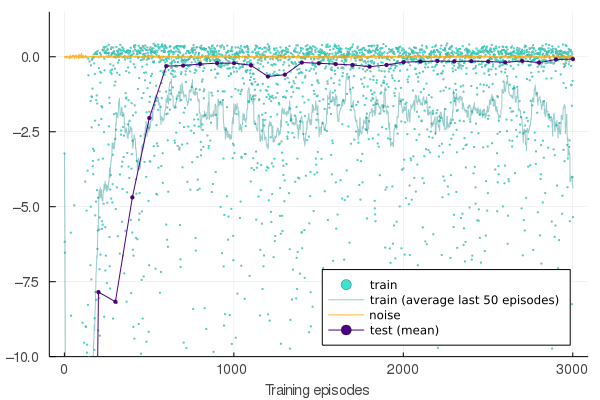 0.0
−2.5
−5.0
−7.5
−10.0
train
train (average last 50 episodes)
noise
test (mean)
0 1000 2000 3000
Training episodes